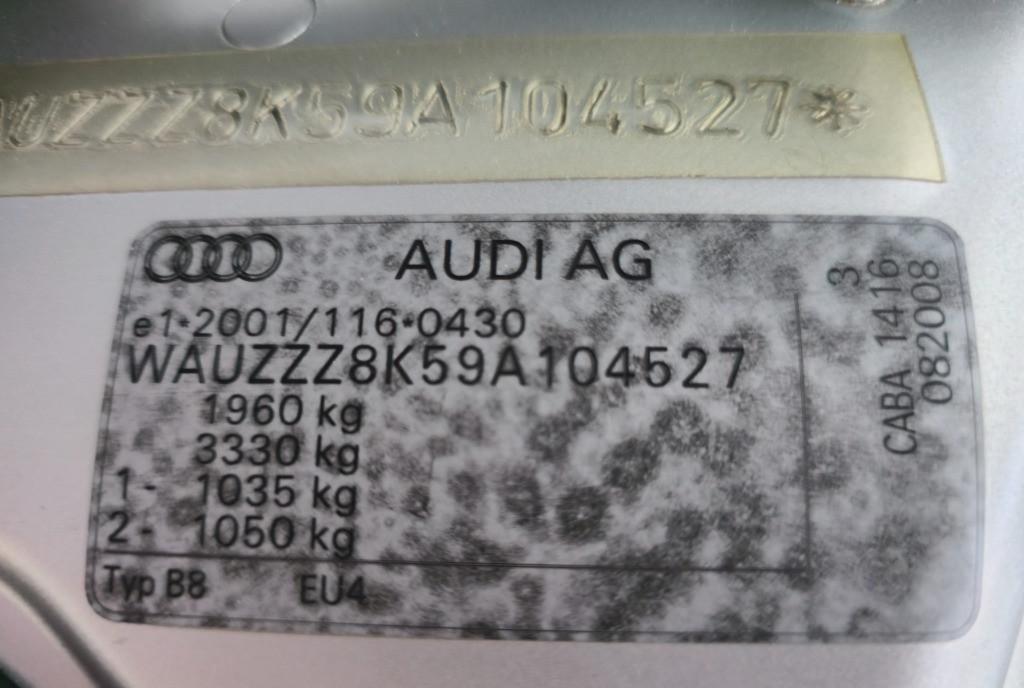 AUZZZ8K59A104527*
AUDI AG
e1*2001/116*0430
WAUZZZ8K59A104527
1960 kg
3330 kg
1- 1035 kg
2- 1050 kg
Typ B8 EU4
3
CABA 1416
082008